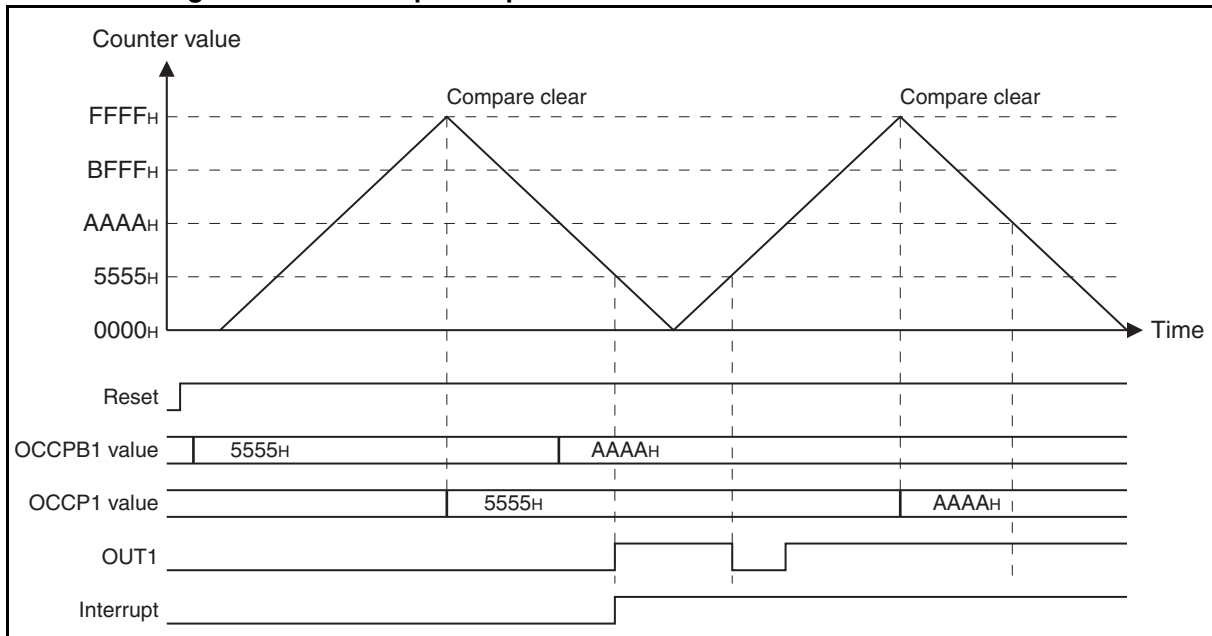 Counter value
Compare clear
Compare clear
FFFFH
BFFFH
AAAAH
5555H
0000H
Time
Reset
OCCPB1 value 5555H AAAAH
OCCP1 value 5555H AAAAH
OUT1
Interrupt